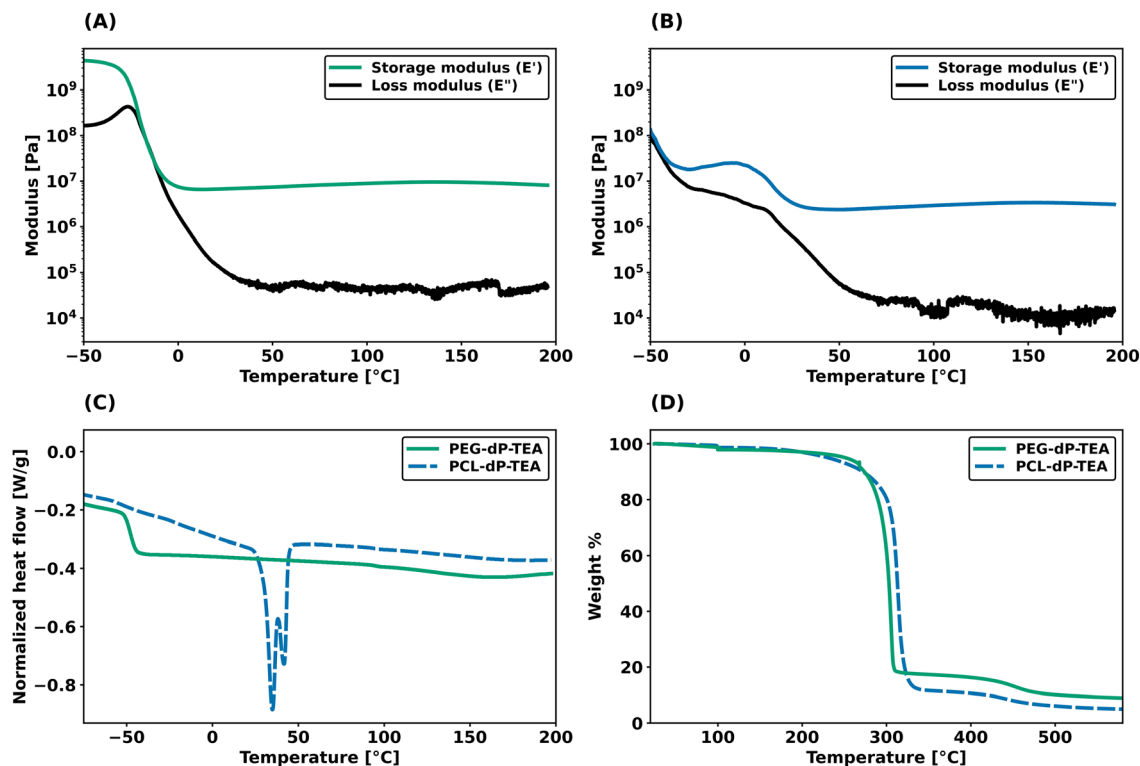 (A)
Storage modulus (E')
Loss modulus (E")
Modulus [Pa]
10⁹
10⁸
10⁷
10⁶
10⁵
10⁴
−50 0 50 100 150 200
Temperature [°C]
(B)
Storage modulus (E')
Loss modulus (E")
Modulus [Pa]
10⁹
10⁸
10⁷
10⁶
10⁵
10⁴
−50 0 50 100 150 200
Temperature [°C]
(C)
PEG-dP-TEA
PCL-dP-TEA
Normalized heat flow [W/g]
0.0
−0.2
−0.4
−0.6
−0.8
−50 0 50 100 150 200
Temperature [°C]
(D)
PEG-dP-TEA
PCL-dP-TEA
Weight %
100
80
60
40
20
0
100 200 300 400 500
Temperature [°C]